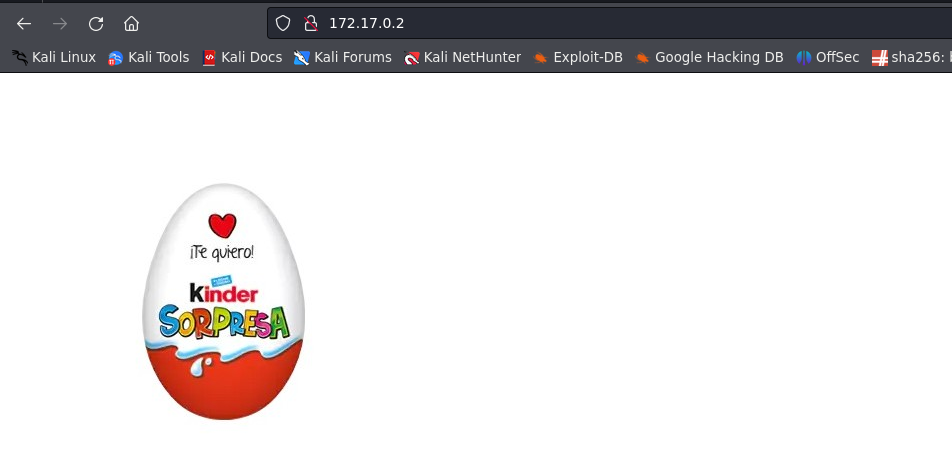 172.17.0.2
Kali Linux Kali Tools Kali Docs Kali Forums Kali NetHunter Exploit-DB Google Hacking DB OffSec sha256:
¡Te quiero!
Kinder
SORPRESA